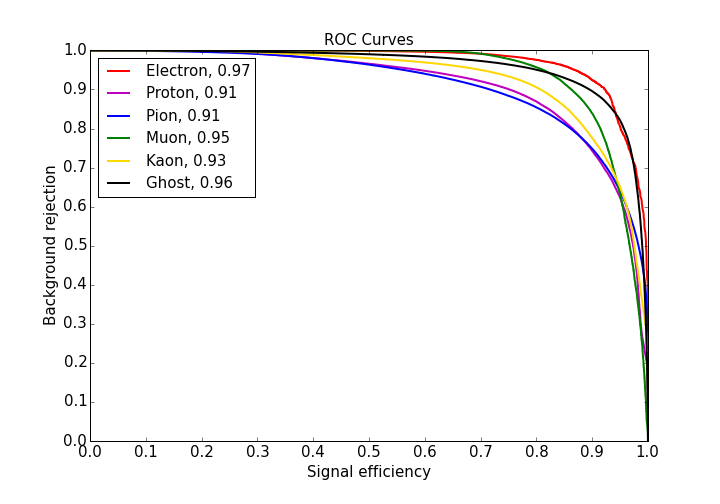 ROC Curves
1.0
0.9
0.8
0.7
0.6
0.5
0.4
0.3
0.2
0.1
0.0
Background rejection
Electron, 0.97
Proton, 0.91
Pion, 0.91
Muon, 0.95
Kaon, 0.93
Ghost, 0.96
0.0 0.1 0.2 0.3 0.4 0.5 0.6 0.7 0.8 0.9 1.0
Signal efficiency